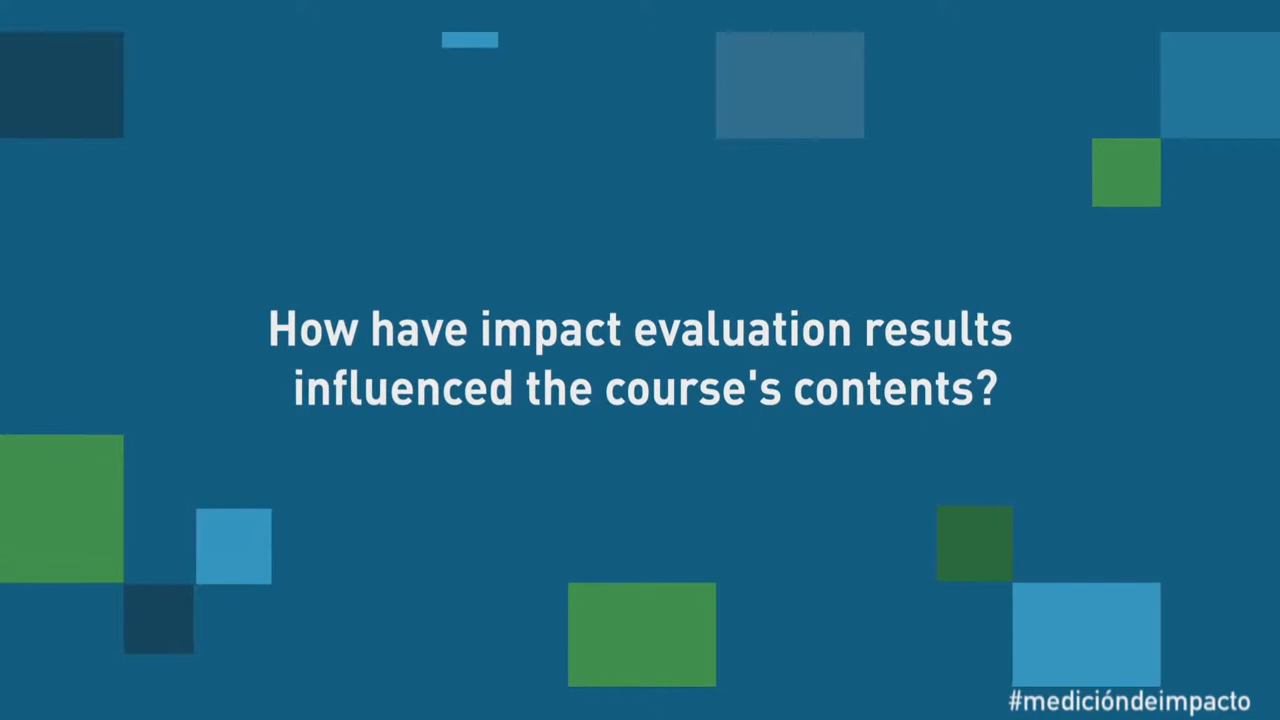 How have impact evaluation results
influenced the course's contents?
#medicióndeimpacto